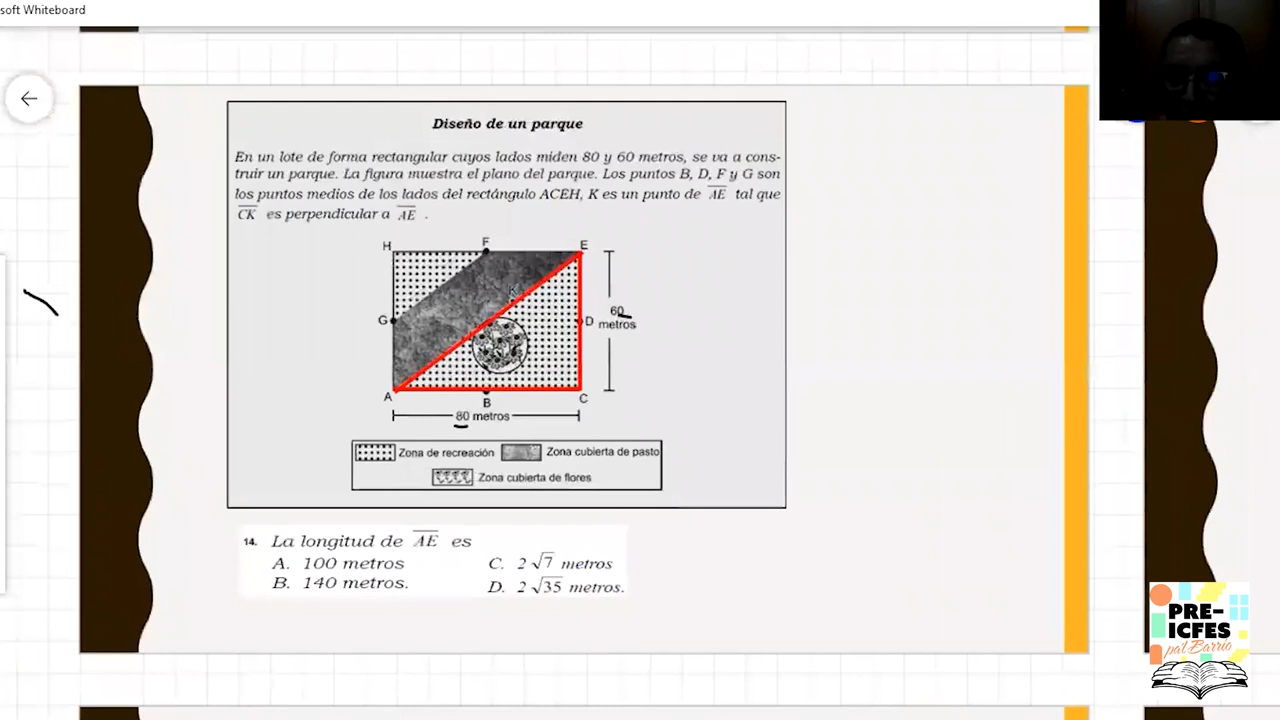 soft Whiteboard
Diseño de un parque
En un lote de forma rectangular cuyos lados miden 80 y 60 metros, se va a cons-
truir un parque. La figura muestra el plano del parque. Los puntos B, D, F y G son
los puntos medios de los lados del rectángulo ACEH, K es un punto de AE tal que
CK es perpendicular a AE .
H F E
K
G D 60
metros
A B C
80 metros
Zona de recreación Zona cubierta de pasto
Zona cubierta de flores
14. La longitud de AE es
A. 100 metros C. 2 √7 metros
B. 140 metros. D. 2 √35 metros.
PRE-
ICFES
pal Barrio